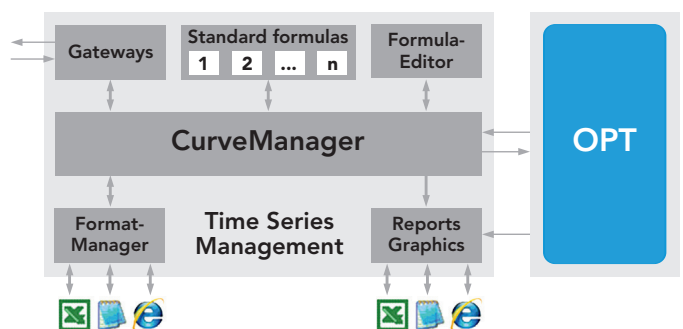 Gateways
Standard formulas
1 2 ... n
Formula-
Editor
CurveManager
OPT
Format-
Manager
Time Series
Management
Reports
Graphics